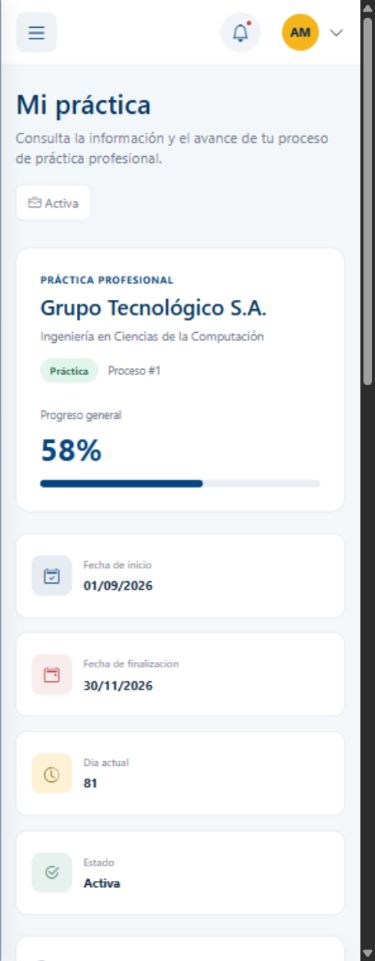 AM
Mi práctica
Consulta la información y el avance de tu proceso
de práctica profesional.
Activa
PRÁCTICA PROFESIONAL
Grupo Tecnológico S.A.
Ingeniería en Ciencias de la Computación
Práctica Proceso #1
Progreso general
58%
Fecha de inicio
01/09/2026
Fecha de finalización
30/11/2026
Día actual
81
Estado
Activa